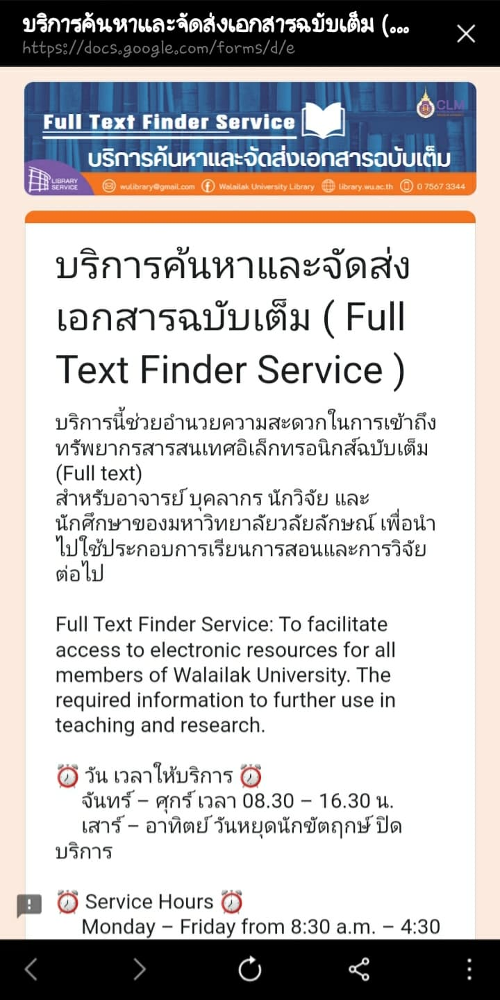 บริการค้นหาและจัดส่งเอกสารฉบับเต็ม (...
https://docs.google.com/forms/d/e
CLM
Full Text Finder Service
บริการค้นหาและจัดส่งเอกสารฉบับเต็ม
LIBRARY
SERVICE
wulibrary@gmail.com Walailak University Library library.wu.ac.th 0 7567 3344
บริการค้นหาและจัดส่ง
เอกสารฉบับเต็ม ( Full
Text Finder Service )
บริการนี้ช่วยอำนวยความสะดวกในการเข้าถึง
ทรัพยากรสารสนเทศอิเล็กทรอนิกส์ฉบับเต็ม
(Full text)
สำหรับอาจารย์ บุคลากร นักวิจัย และ
นักศึกษาของมหาวิทยาลัยวลัยลักษณ์ เพื่อนำ
ไปใช้ประกอบการเรียนการสอนและการวิจัย
ต่อไป
Full Text Finder Service: To facilitate
access to electronic resources for all
members of Walailak University. The
required information to further use in
teaching and research.
⏰ วัน เวลาให้บริการ ⏰
จันทร์ – ศุกร์ เวลา 08.30 – 16.30 น.
เสาร์ – อาทิตย์ วันหยุดนักขัตฤกษ์ ปิด
บริการ
⏰ Service Hours ⏰
Monday – Friday from 8:30 a.m. – 4:30